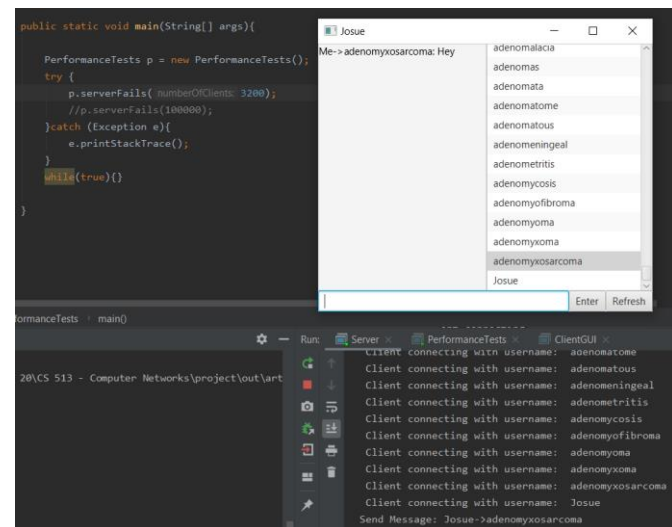 public static void main(String[] args){
PerformanceTests p = new PerformanceTests();
try {
p.serverFails( numberOfClients: 3200);
//p.serverFails(100000);
}catch (Exception e){
e.printStackTrace();
}
while(true){}
}
Josue
Me->adenomyxosarcoma: Hey
adenomalacia
adenomas
adenomata
adenomatome
adenomatous
adenomeningeal
adenometritis
adenomycosis
adenomyofibroma
adenomyoma
adenomyxoma
adenomyxosarcoma
Josue
Enter
Refresh
formanceTests
main()
Run:
Server
PerformanceTests
ClientGUI
20\CS 513 - Computer Networks\project\out\art
Client connecting with username: adenomatome
Client connecting with username: adenomatous
Client connecting with username: adenomeningeal
Client connecting with username: adenometritis
Client connecting with username: adenomycosis
Client connecting with username: adenomyofibroma
Client connecting with username: adenomyoma
Client connecting with username: adenomyxoma
Client connecting with username: adenomyxosarcoma
Client connecting with username: Josue
Send Message: Josue->adenomyxosarcoma